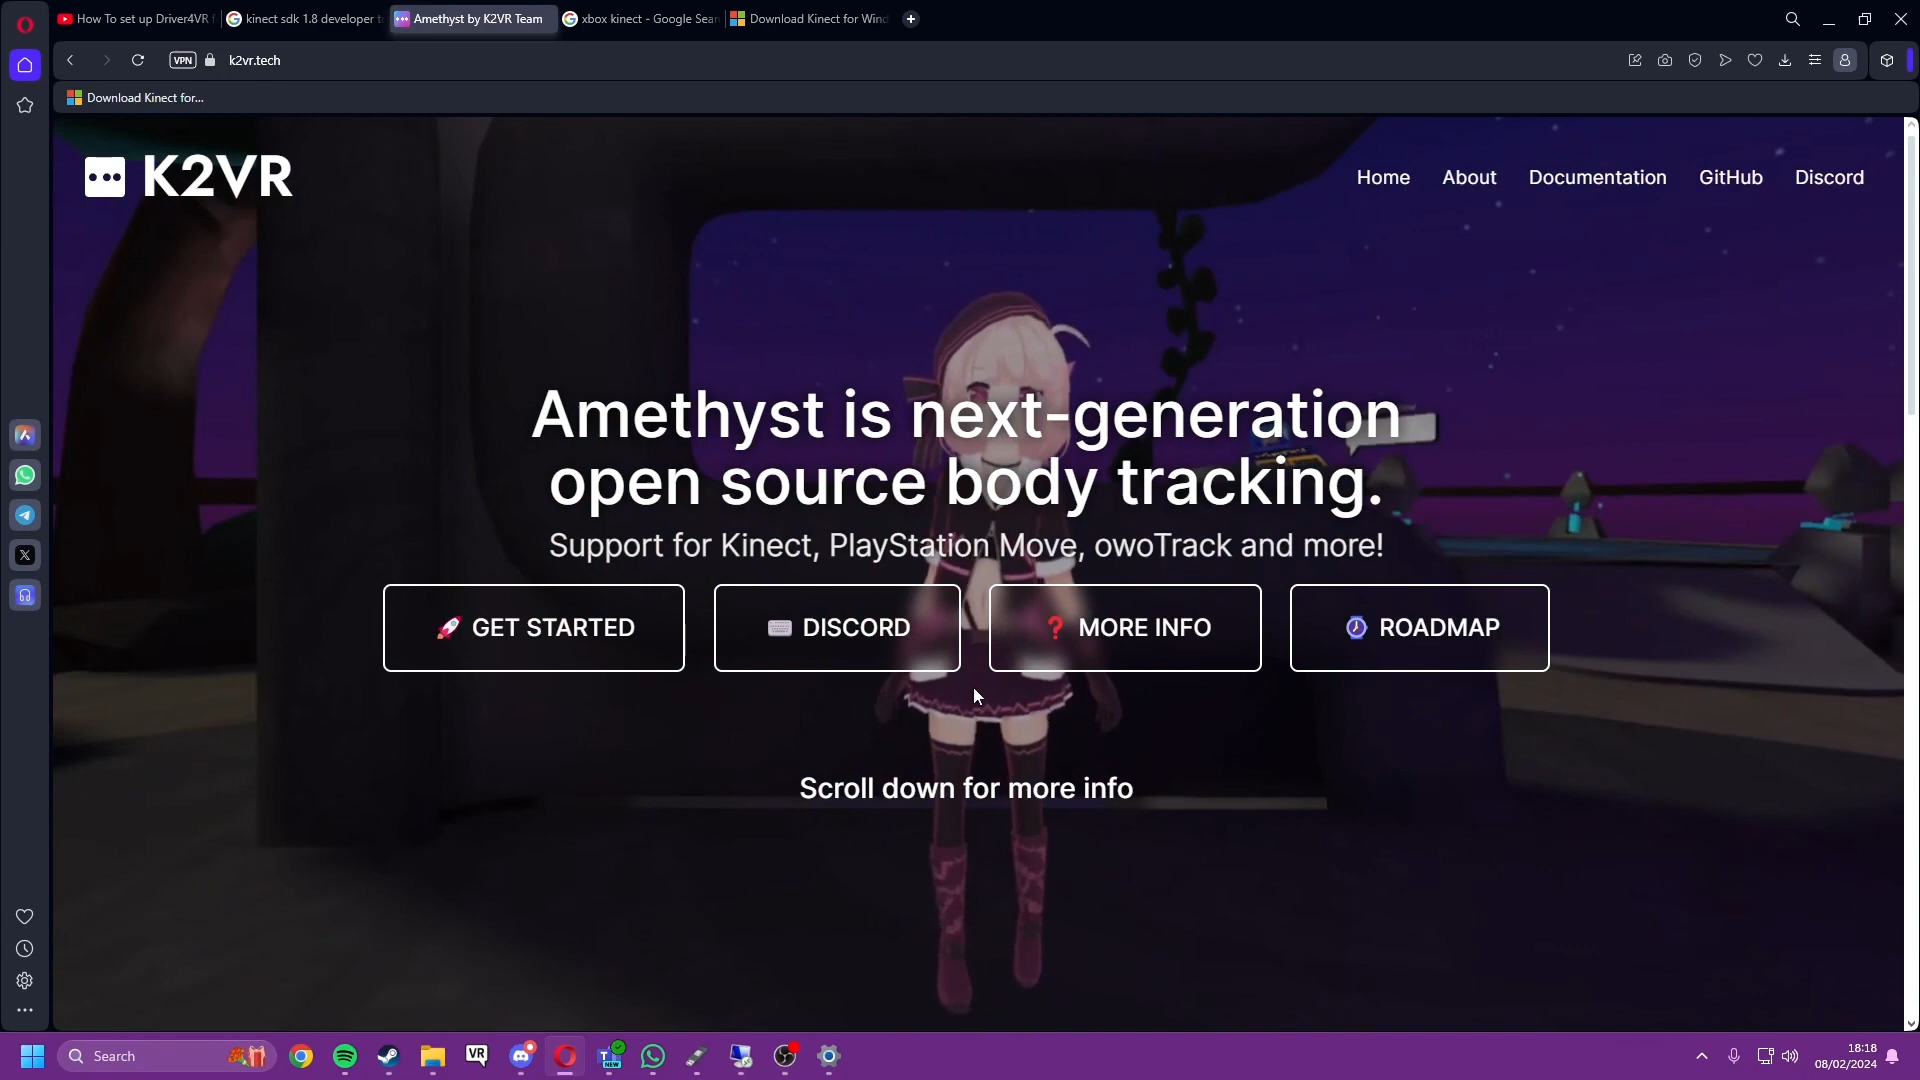 How To set up Driver4VR f
kinect sdk 1.8 developer t
Amethyst by K2VR Team
xbox kinect - Google Sear
Download Kinect for Wind
VPN
k2vr.tech
Download Kinect for...
K2VR
Home
About
Documentation
GitHub
Discord
Amethyst is next-generation
open source body tracking.
Support for Kinect, PlayStation Move, owoTrack and more!
GET STARTED
DISCORD
MORE INFO
ROADMAP
Scroll down for more info
Search
VR
NEW
18:18
08/02/2024